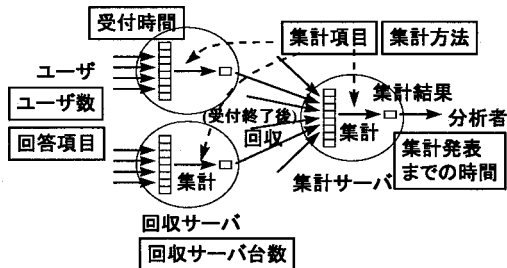 受付時間
集計項目
集計方法
ユーザ
ユーザ数
回答項目
(受付終了後)
回収
集計
集計
集計結果
分析者
集計サーバ
集計発表
までの時間
回収サーバ
回収サーバ台数